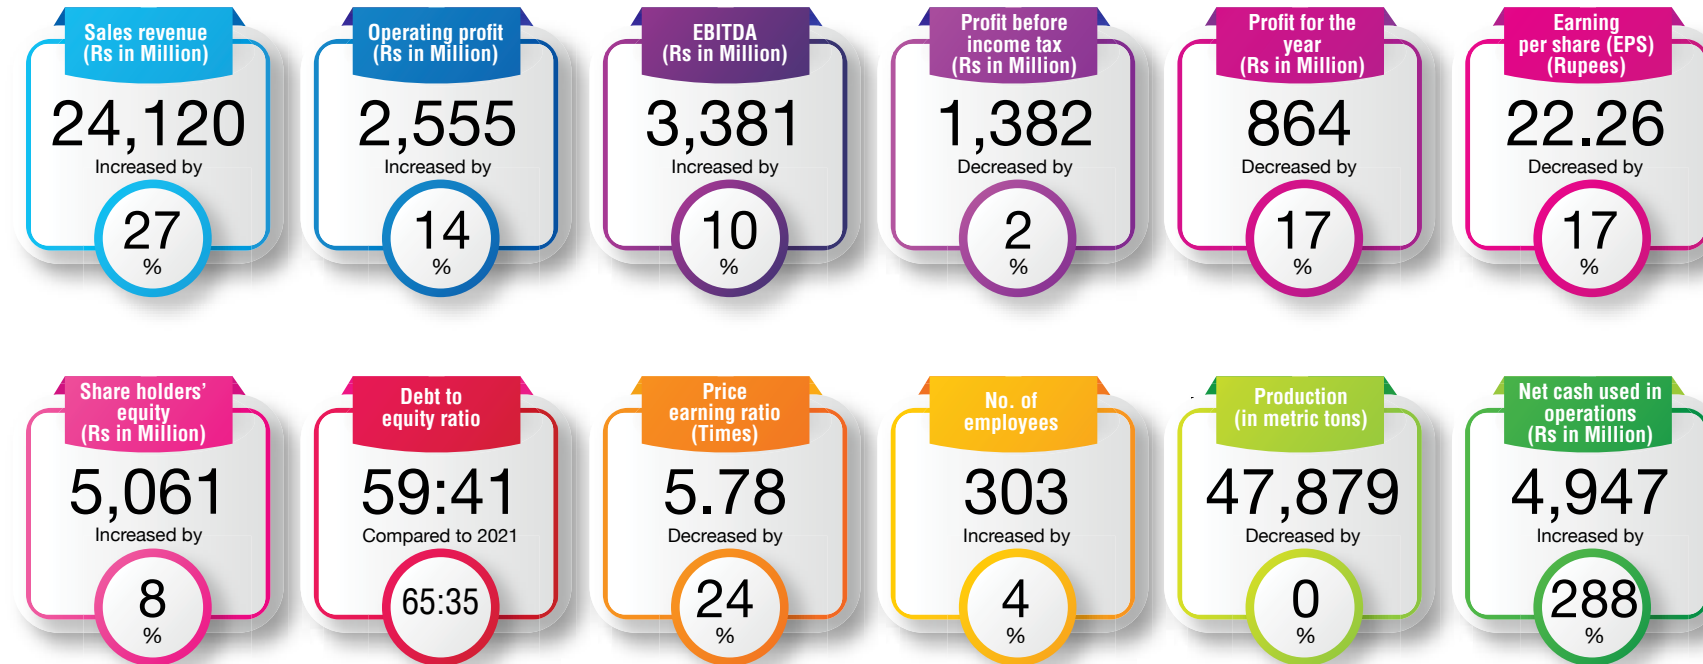 Sales revenue
(Rs in Million)
24,120
Increased by
27
%
Operating profit
(Rs in Million)
2,555
Increased by
14
%
EBITDA
(Rs in Million)
3,381
Increased by
10
%
Profit before
income tax
(Rs in Million)
1,382
Decreased by
2
%
Profit for the
year
(Rs in Million)
864
Decreased by
17
%
Earning
per share (EPS)
(Rupees)
22.26
Decreased by
17
%
Share holders'
equity
(Rs in Million)
5,061
Increased by
8
%
Debt to
equity ratio
59:41
Compared to 2021
65:35
Price
earning ratio
(Times)
5.78
Decreased by
24
%
No. of
employees
303
Increased by
4
%
Production
(in metric tons)
47,879
Decreased by
0
%
Net cash used in
operations
(Rs in Million)
4,947
Increased by
288
%